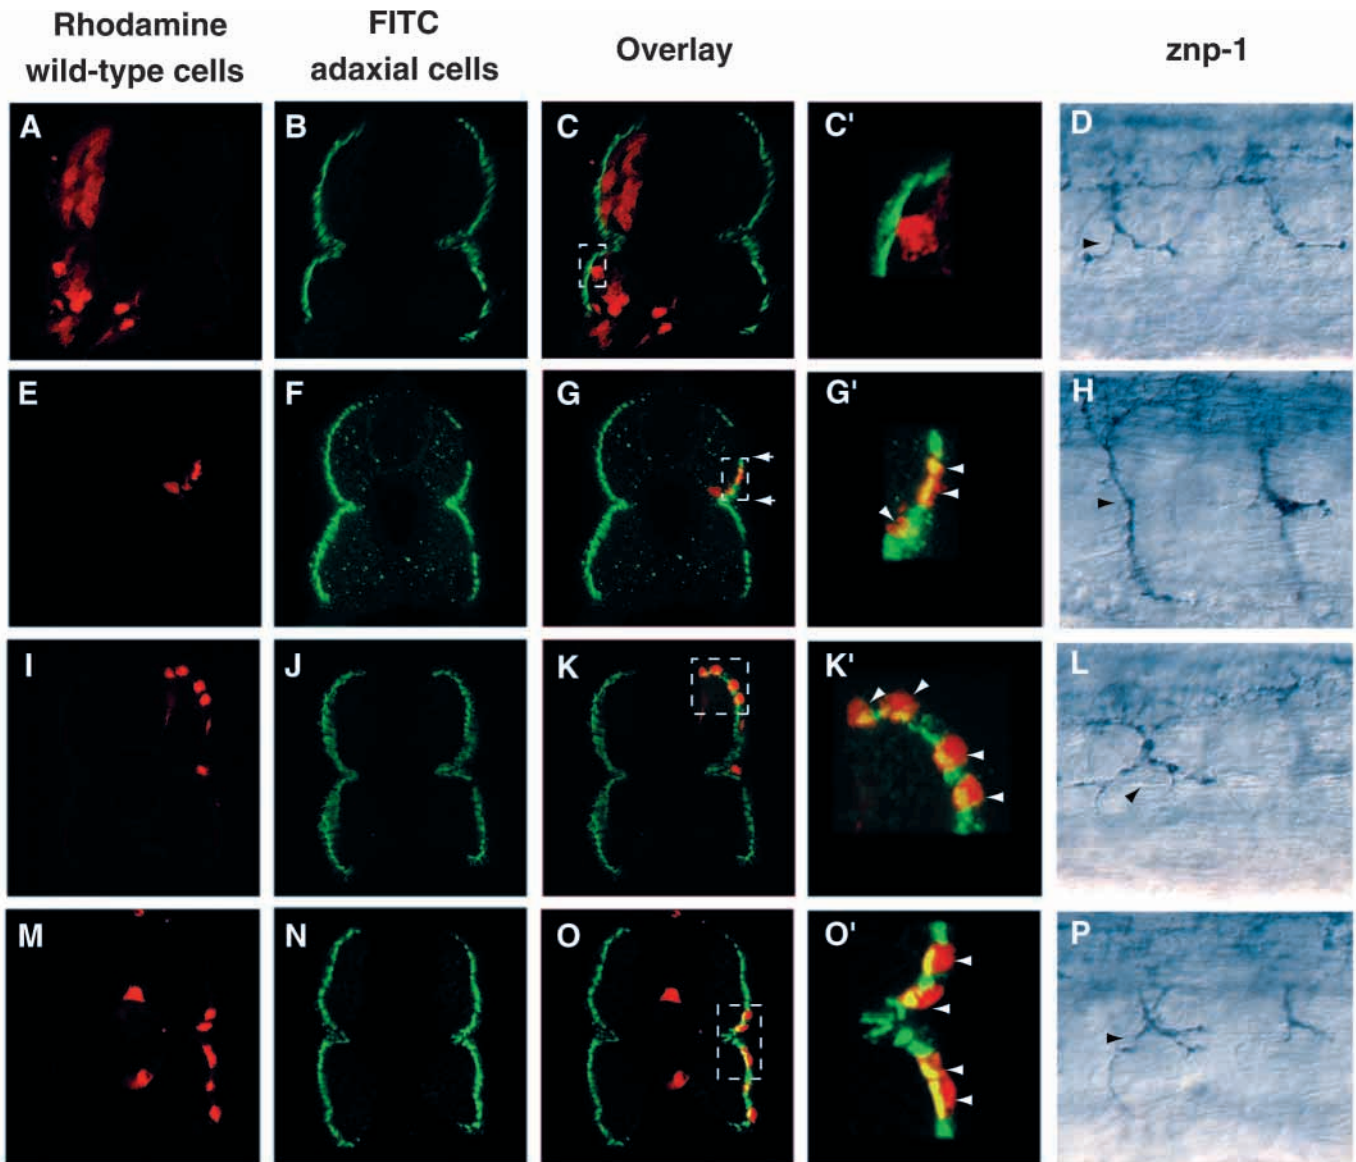 Rhodamine
wild-type cells
FITC
adaxial cells
Overlay
znp-1
A
B
C
C'
D
E
F
G
G'
H
I
J
K
K'
L
M
N
O
O'
P